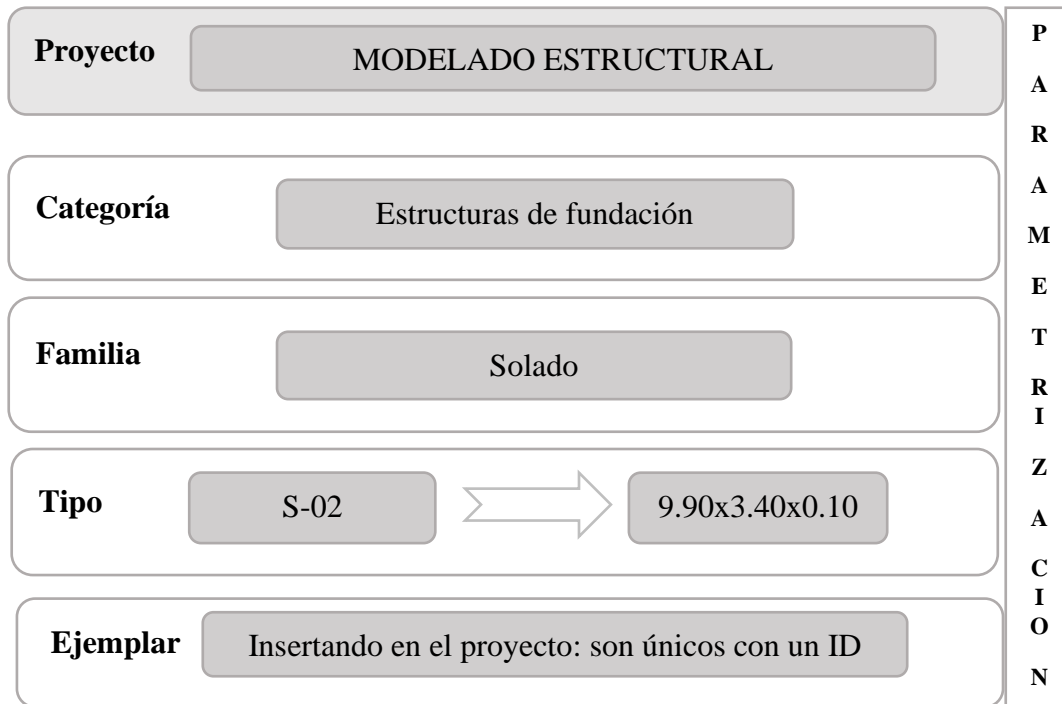 Proyecto
MODELADO ESTRUCTURAL
Categoría
Estructuras de fundación
Familia
Solado
Tipo
S-02
9.90x3.40x0.10
Ejemplar
Insertando en el proyecto: son únicos con un ID
P
A
R
A
M
E
T
R
I
Z
A
C
I
O
N